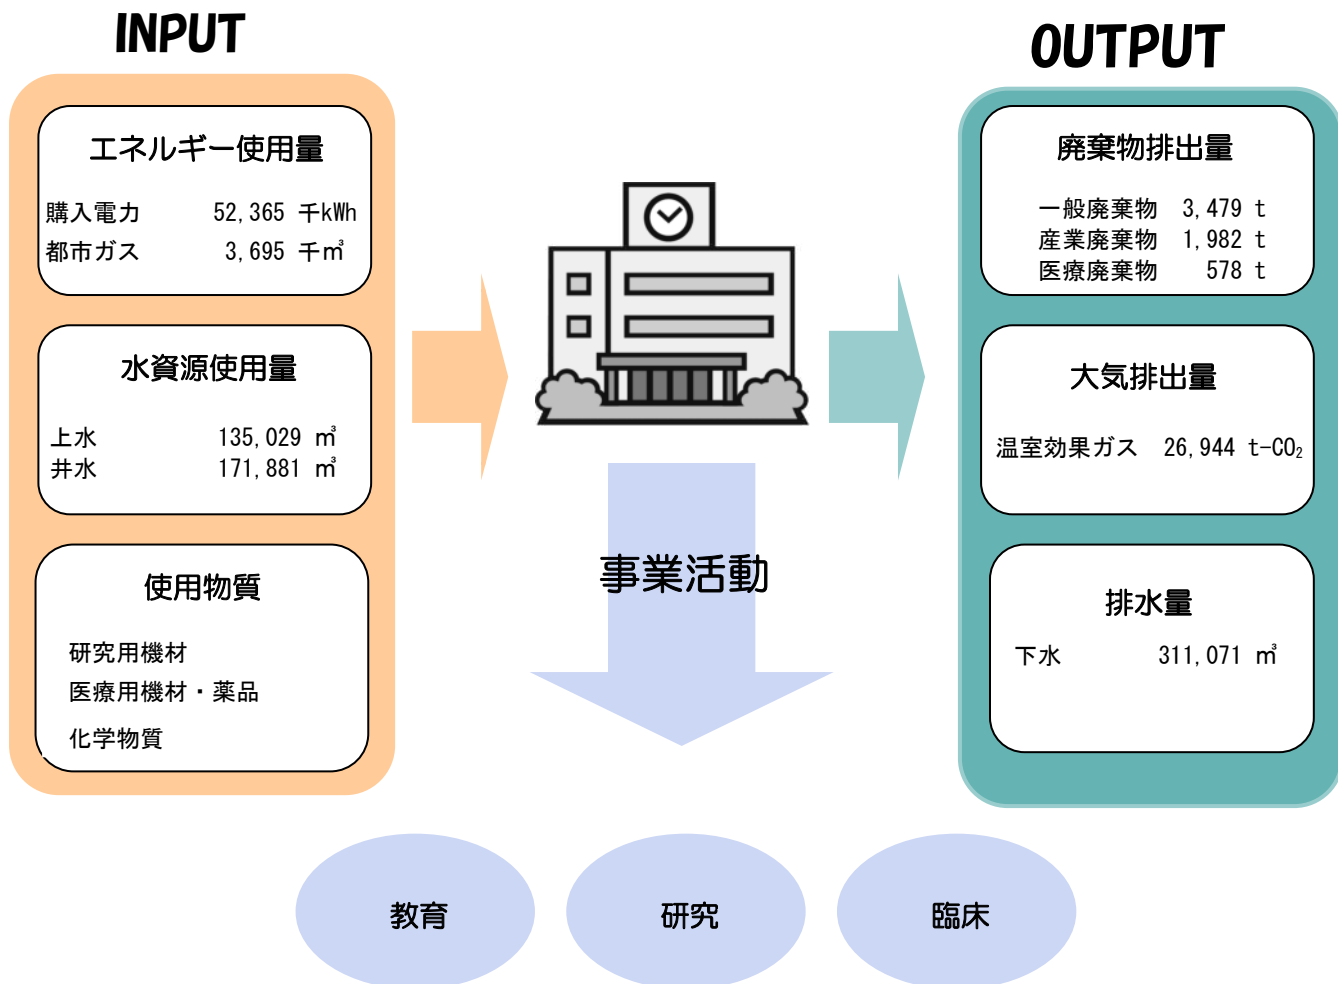 INPUT
エネルギー使用量
購入電力 52,365 千kWh
都市ガス 3,695 千㎥
水資源使用量
上水 135,029 ㎥
井水 171,881 ㎥
使用物質
研究用機材
医療用機材・薬品
化学物質
事業活動
OUTPUT
廃棄物排出量
一般廃棄物 3,479 t
産業廃棄物 1,982 t
医療廃棄物 578 t
大気排出量
温室効果ガス 26,944 t-CO₂
排水量
下水 311,071 ㎥
教育
研究
臨床